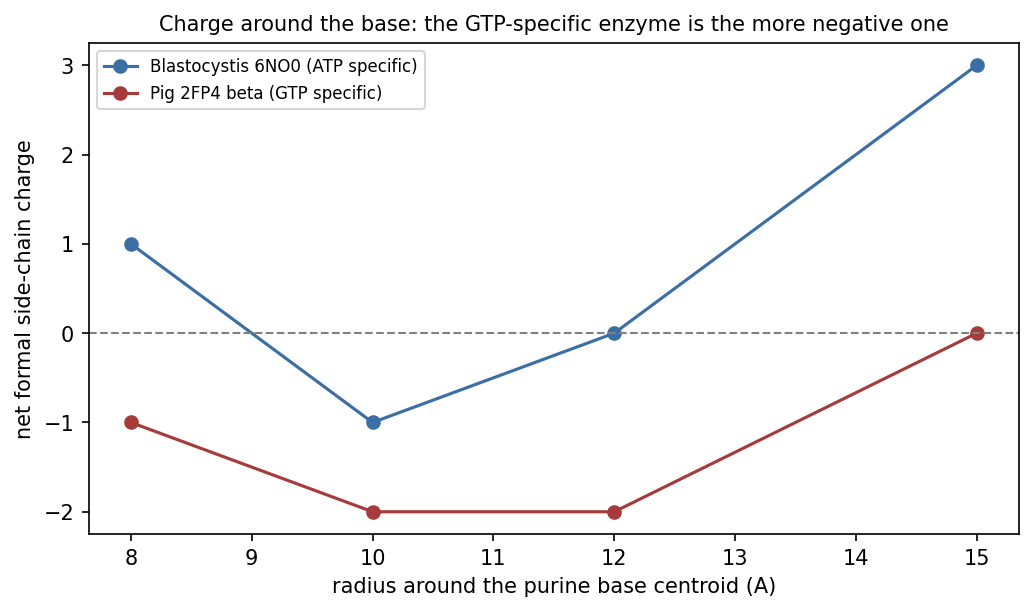 Charge around the base: the GTP-specific enzyme is the more negative one
Blastocystis 6NO0 (ATP specific)
Pig 2FP4 beta (GTP specific)
net formal side-chain charge
3
2
1
0
−1
−2
8
9
10
11
12
13
14
15
radius around the purine base centroid (A)